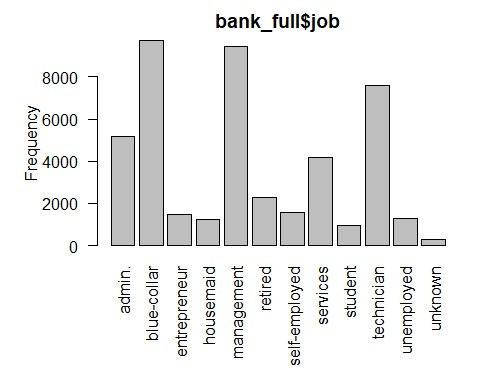 bank_full$job
Frequency
8000
6000
4000
2000
0
admin.
blue-collar
entrepreneur
housemaid
management
retired
self-employed
services
student
technician
unemployed
unknown